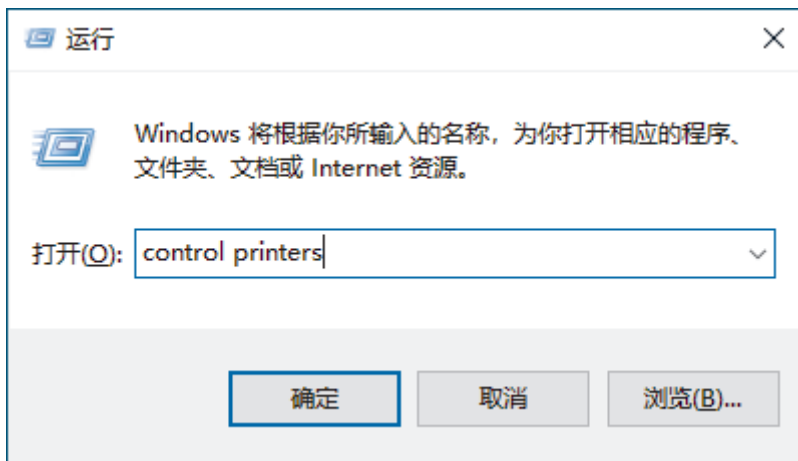 运行
Windows 将根据你所输入的名称，为你打开相应的程序、
文件夹、文档或 Internet 资源。
打开(O): control printers
确定 取消 浏览(B)...